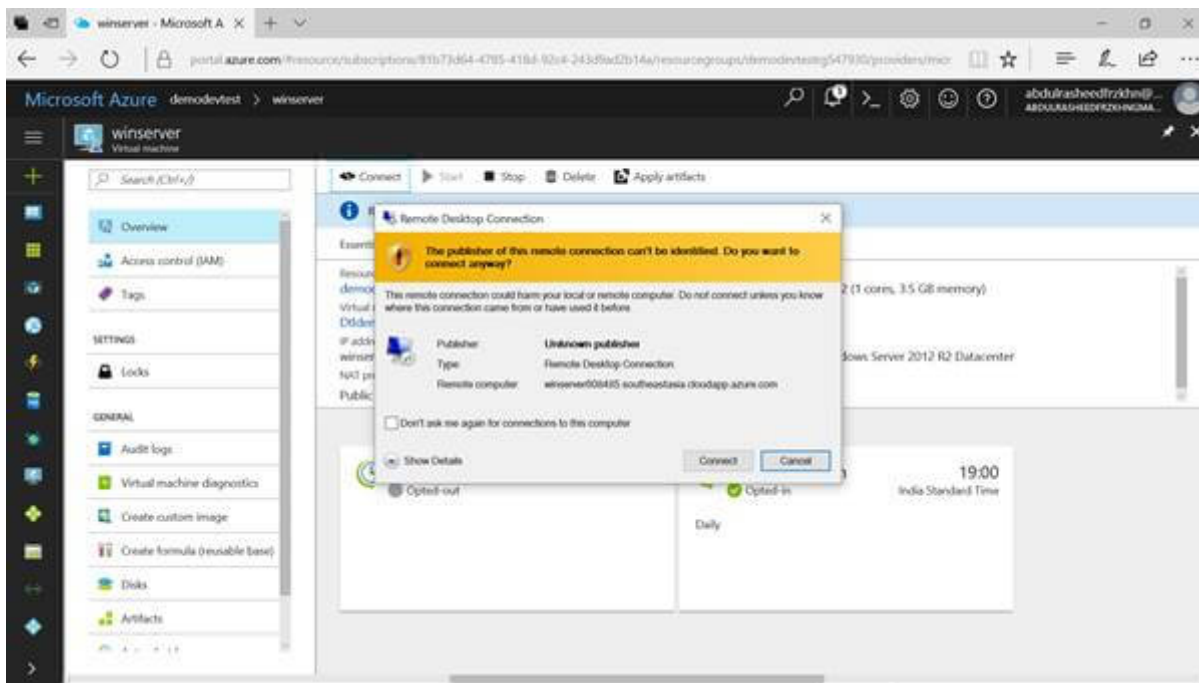 winserver - Microsoft A
portal.azure.com
Microsoft Azure demodevtest > winserver
abdulrasheedfrzkhn@...
winserver
Virtual machine
Search (Ctrl+/)
Connect Start Stop Delete Apply artifacts
Overview
Access control (IAM)
Tags
SETTINGS
Locks
GENERAL
Audit logs
Virtual machine diagnostics
Create custom image
Create formula (reusable base)
Disks
Artifacts
Remote Desktop Connection
The publisher of this remote connection can't be identified. Do you want to
connect anyway?
This remote connection could harm your local or remote computer. Do not connect unless you know
where this connection came from or have used it before.
Publisher: Unknown publisher
Type: Remote Desktop Connection
Remote computer: southeastasia.cloudapp.azure.com
Don't ask me again for connections to this computer
Show Details Connect Cancel
2 (1 cores, 3.5 GB memory)
dows Server 2012 R2 Datacenter
Opted-out
Opted-in
19:00
India Standard Time
Daily